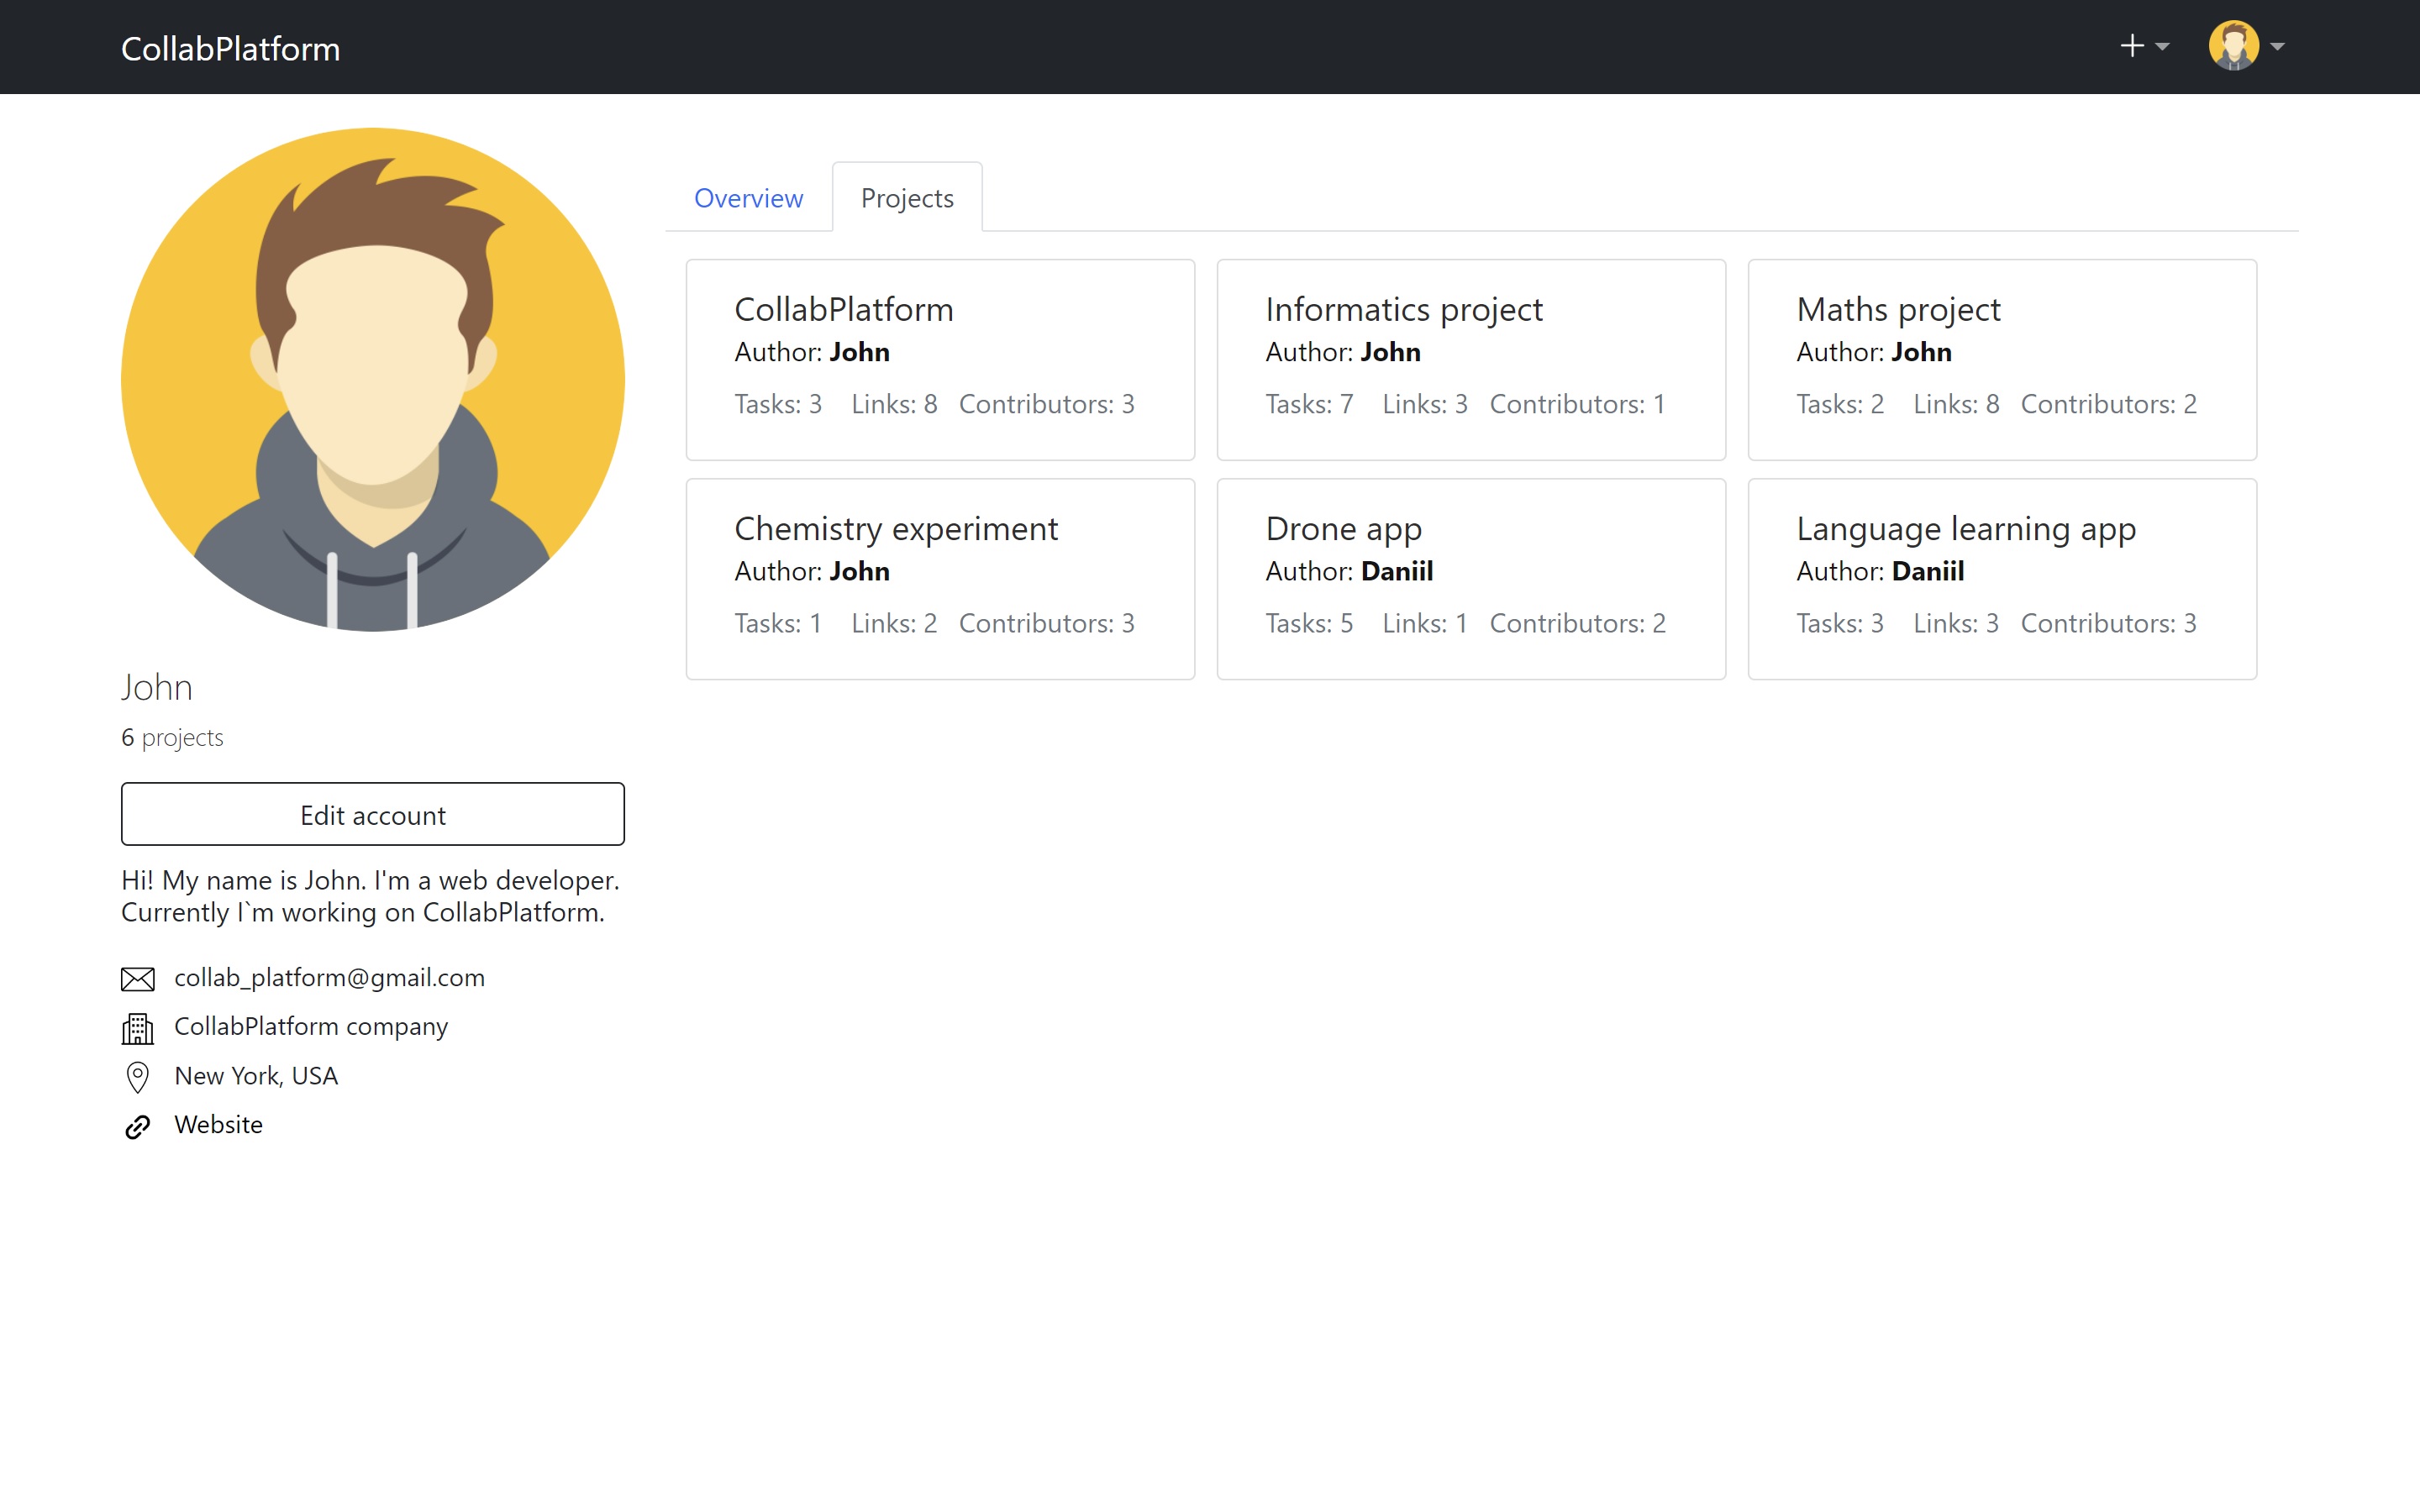 CollabPlatform
Overview Projects
CollabPlatform
Author: John
Tasks: 3 Links: 8 Contributors: 3
Informatics project
Author: John
Tasks: 7 Links: 3 Contributors: 1
Maths project
Author: John
Tasks: 2 Links: 8 Contributors: 2
Chemistry experiment
Author: John
Tasks: 1 Links: 2 Contributors: 3
Drone app
Author: Daniil
Tasks: 5 Links: 1 Contributors: 2
Language learning app
Author: Daniil
Tasks: 3 Links: 3 Contributors: 3
John
6 projects
Edit account
Hi! My name is John. I'm a web developer.
Currently I`m working on CollabPlatform.
collab_platform@gmail.com
CollabPlatform company
New York, USA
Website